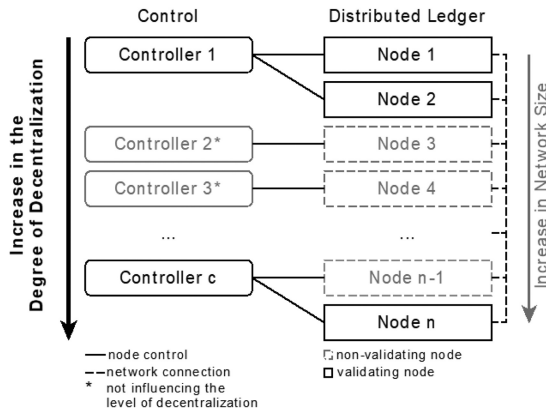 Control
Distributed Ledger
Increase in the
Degree of Decentralization
Controller 1
Node 1
Node 2
Controller 2*
Node 3
Controller 3*
Node 4
...
...
Controller c
Node n-1
Node n
Increase in Network Size
node control
network connection
* not influencing the
level of decentralization
non-validating node
validating node